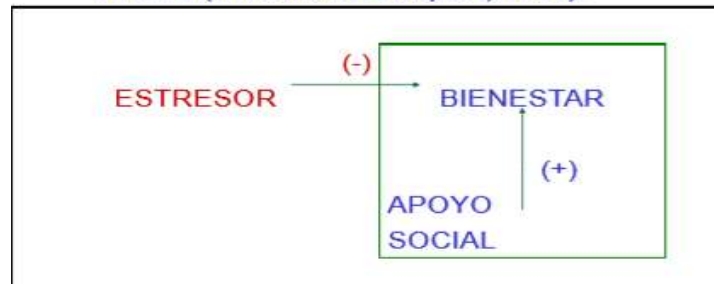 (-)
ESTRESOR
BIENESTAR
(+)
APOYO
SOCIAL